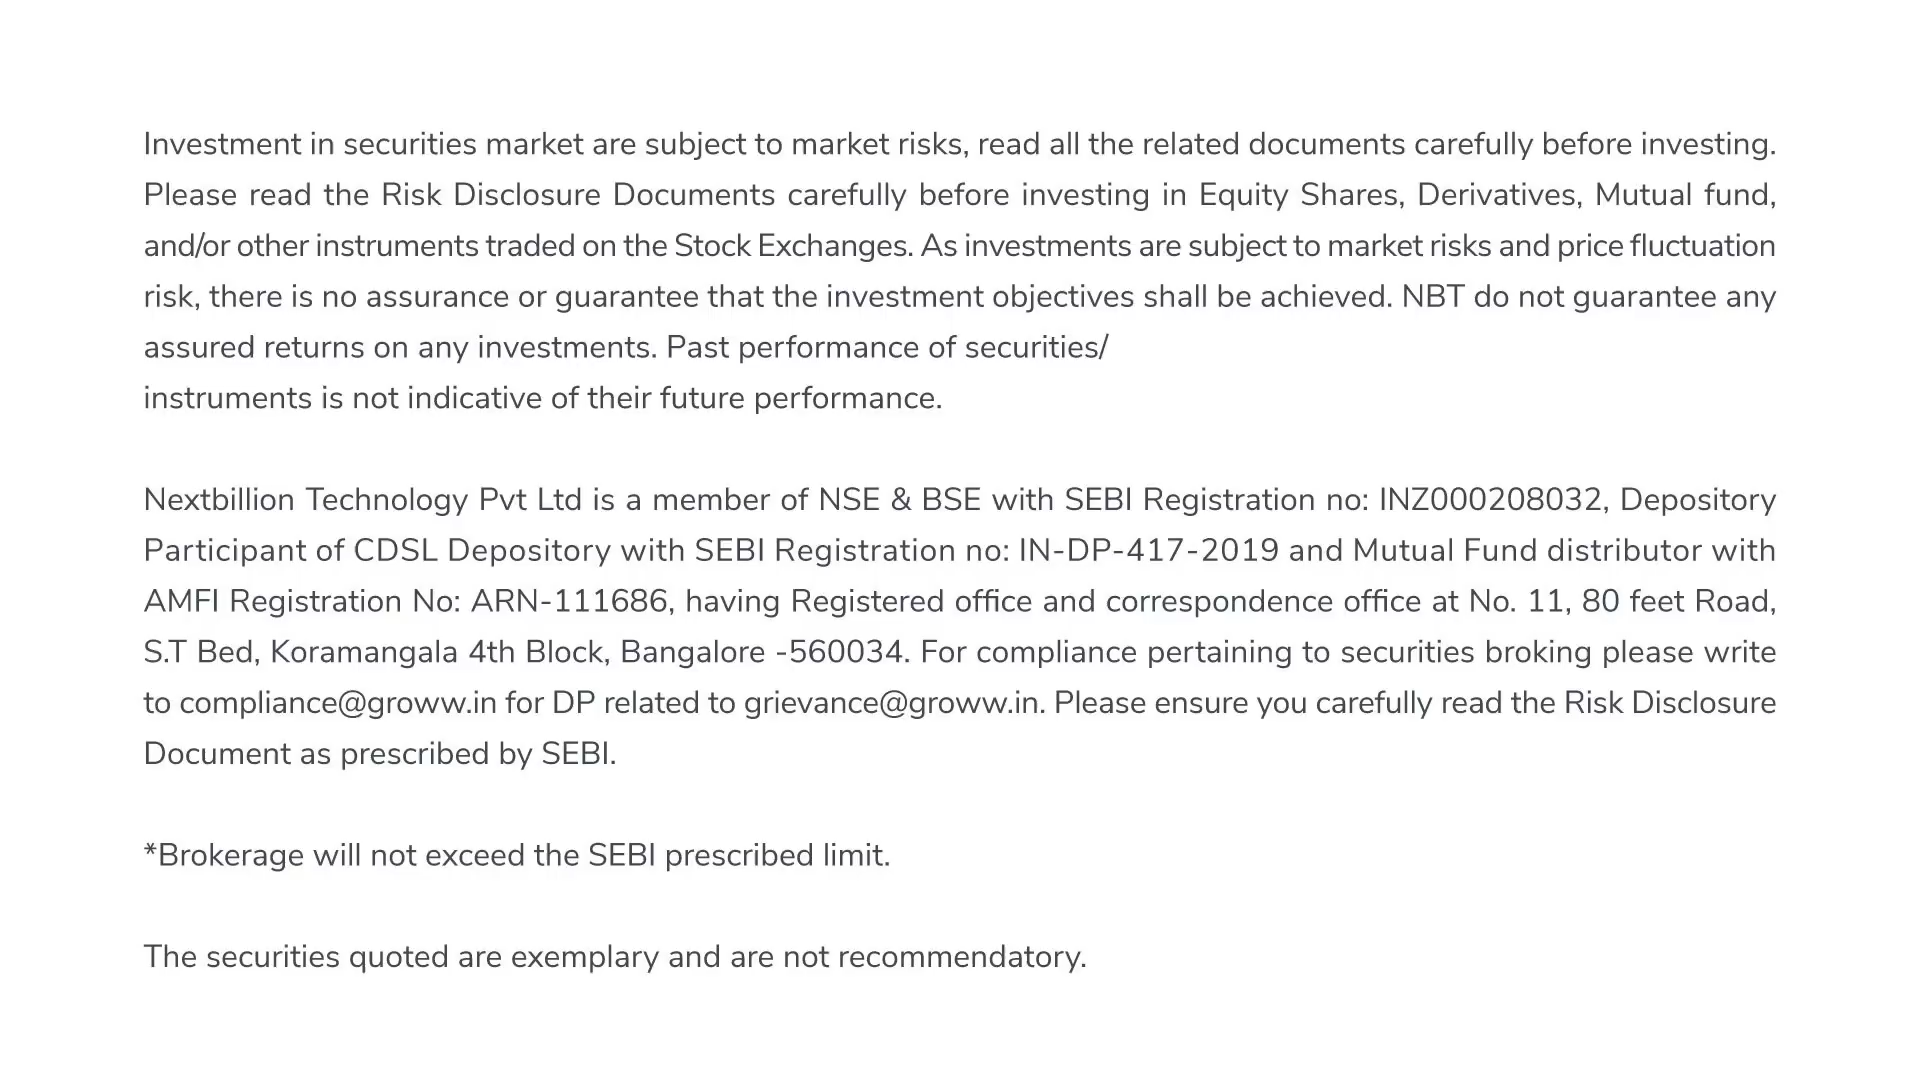 Investment in securities market are subject to market risks, read all the related documents carefully before investing.
Please read the Risk Disclosure Documents carefully before investing in Equity Shares, Derivatives, Mutual fund,
and/or other instruments traded on the Stock Exchanges. As investments are subject to market risks and price fluctuation
risk, there is no assurance or guarantee that the investment objectives shall be achieved. NBT do not guarantee any
assured returns on any investments. Past performance of securities/
instruments is not indicative of their future performance.
Nextbillion Technology Pvt Ltd is a member of NSE & BSE with SEBI Registration no: INZ000208032, Depository
Participant of CDSL Depository with SEBI Registration no: IN-DP-417-2019 and Mutual Fund distributor with
AMFI Registration No: ARN-111686, having Registered office and correspondence office at No. 11, 80 feet Road,
S.T Bed, Koramangala 4th Block, Bangalore -560034. For compliance pertaining to securities broking please write
to compliance@groww.in for DP related to grievance@groww.in. Please ensure you carefully read the Risk Disclosure
Document as prescribed by SEBI.
*Brokerage will not exceed the SEBI prescribed limit.
The securities quoted are exemplary and are not recommendatory.